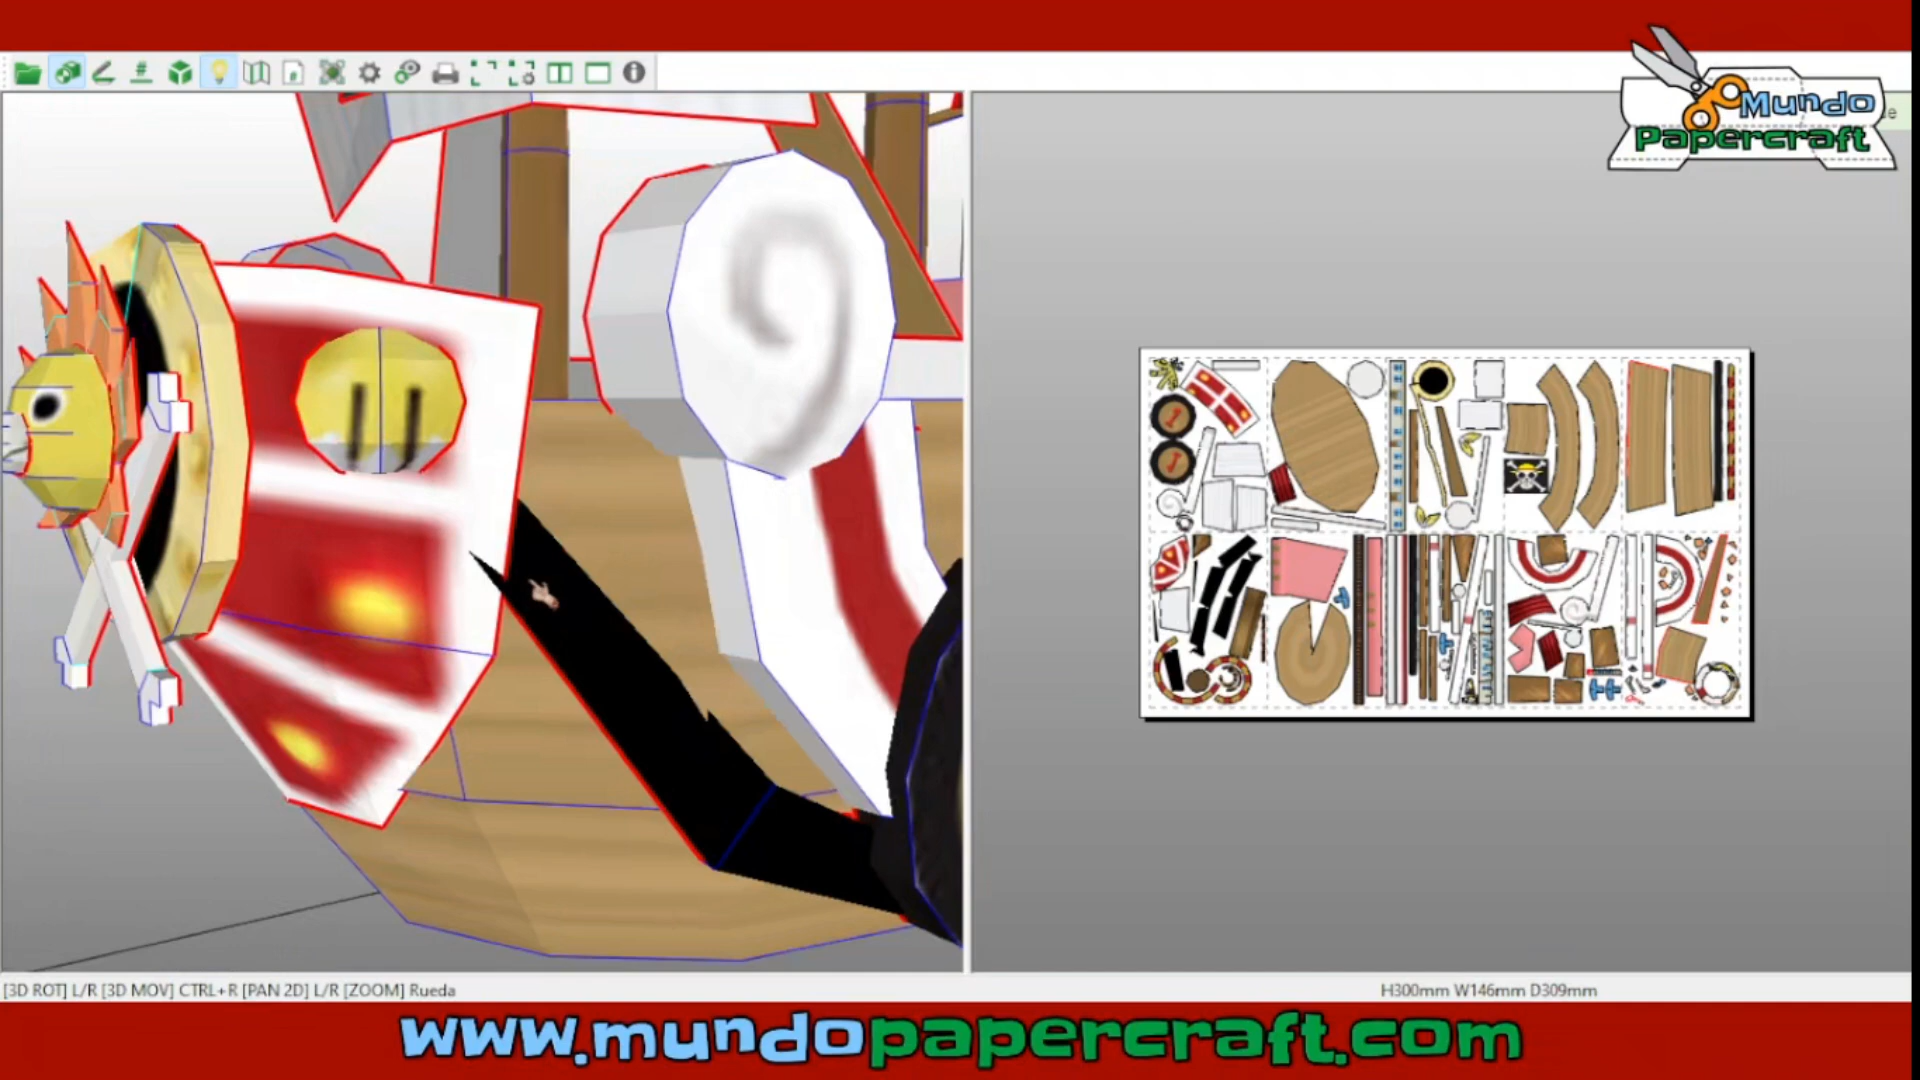 Mundo
Papercraft
[3D ROT] L/R [3D MOV] CTRL+R [PAN 2D] L/R [ZOOM] Rueda
H300mm W146mm D309mm
www.mundopapercraft.com